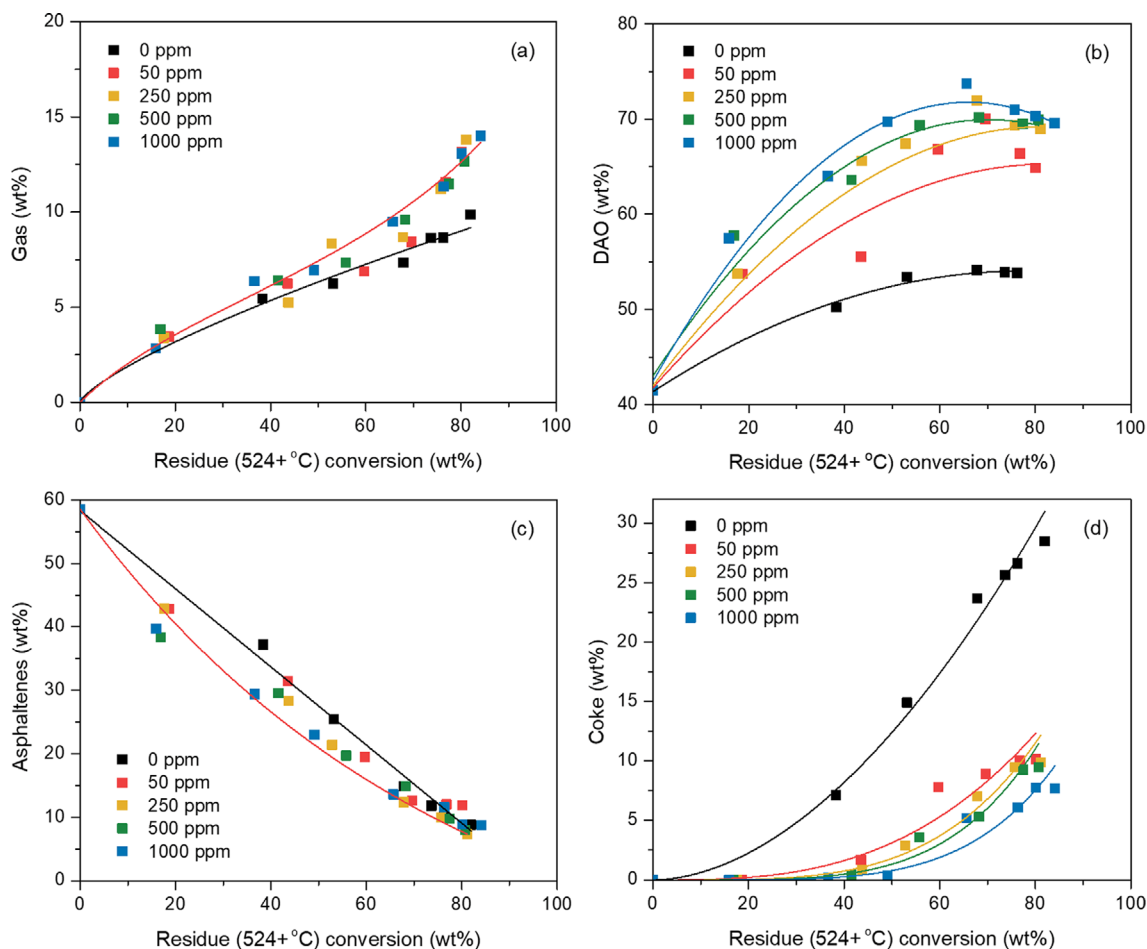 20
15
10
5
0
0 ppm
50 ppm
250 ppm
500 ppm
1000 ppm
(a)
Gas (wt%)
0 20 40 60 80 100
Residue (524+ °C) conversion (wt%)
80
70
60
50
40
0 ppm
50 ppm
250 ppm
500 ppm
1000 ppm
(b)
DAO (wt%)
0 20 40 60 80 100
Residue (524+ °C) conversion (wt%)
60
50
40
30
20
10
0
(c)
0 ppm
50 ppm
250 ppm
500 ppm
1000 ppm
Asphaltenes (wt%)
0 20 40 60 80 100
Residue (524+ °C) conversion (wt%)
30
25
20
15
10
5
0
0 ppm
50 ppm
250 ppm
500 ppm
1000 ppm
(d)
Coke (wt%)
0 20 40 60 80 100
Residue (524+ °C) conversion (wt%)